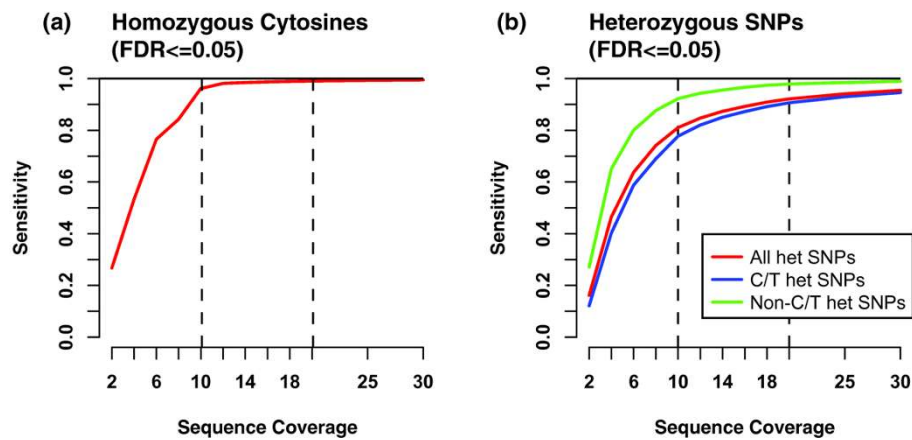 (a) Homozygous Cytosines
(FDR<=0.05)
1.0
0.8
0.6
0.4
0.2
0.0
Sensitivity
2 6 10 14 18 25 30
Sequence Coverage
(b) Heterozygous SNPs
(FDR<=0.05)
1.0
0.8
0.6
0.4
0.2
0.0
Sensitivity
All het SNPs
C/T het SNPs
Non-C/T het SNPs
2 6 10 14 18 25 30
Sequence Coverage